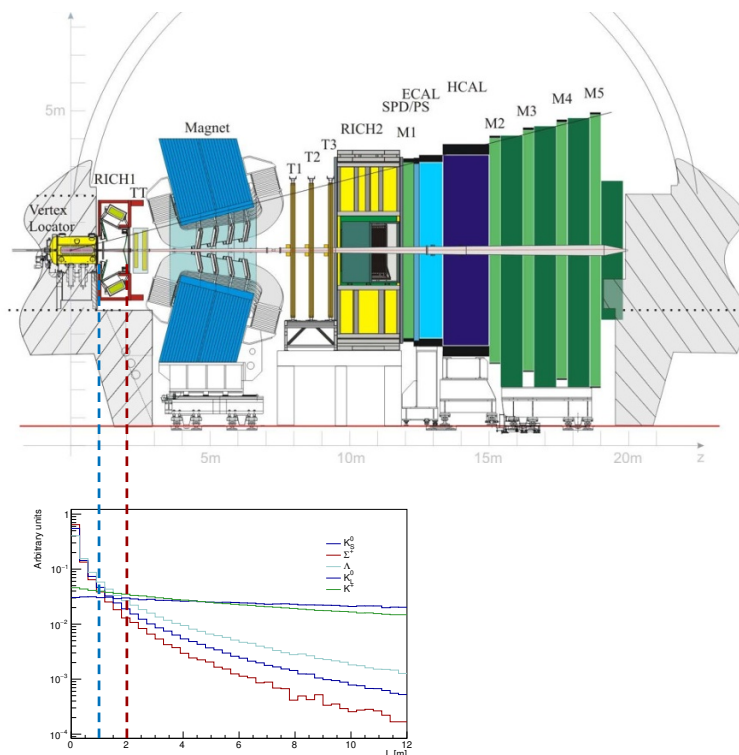 5m
Magnet
RICH1
TT
Vertex
Locator
T1
T2
T3
RICH2
M1
SPD/PS
ECAL
HCAL
M2
M3
M4
M5
5m
10m
15m
20m
z
Arbitrary units
1
10⁻¹
10⁻²
10⁻³
10⁻⁴
K⁰S
Σ⁺
Λ
K⁰L
0
2
4
6
8
10
12
[m]